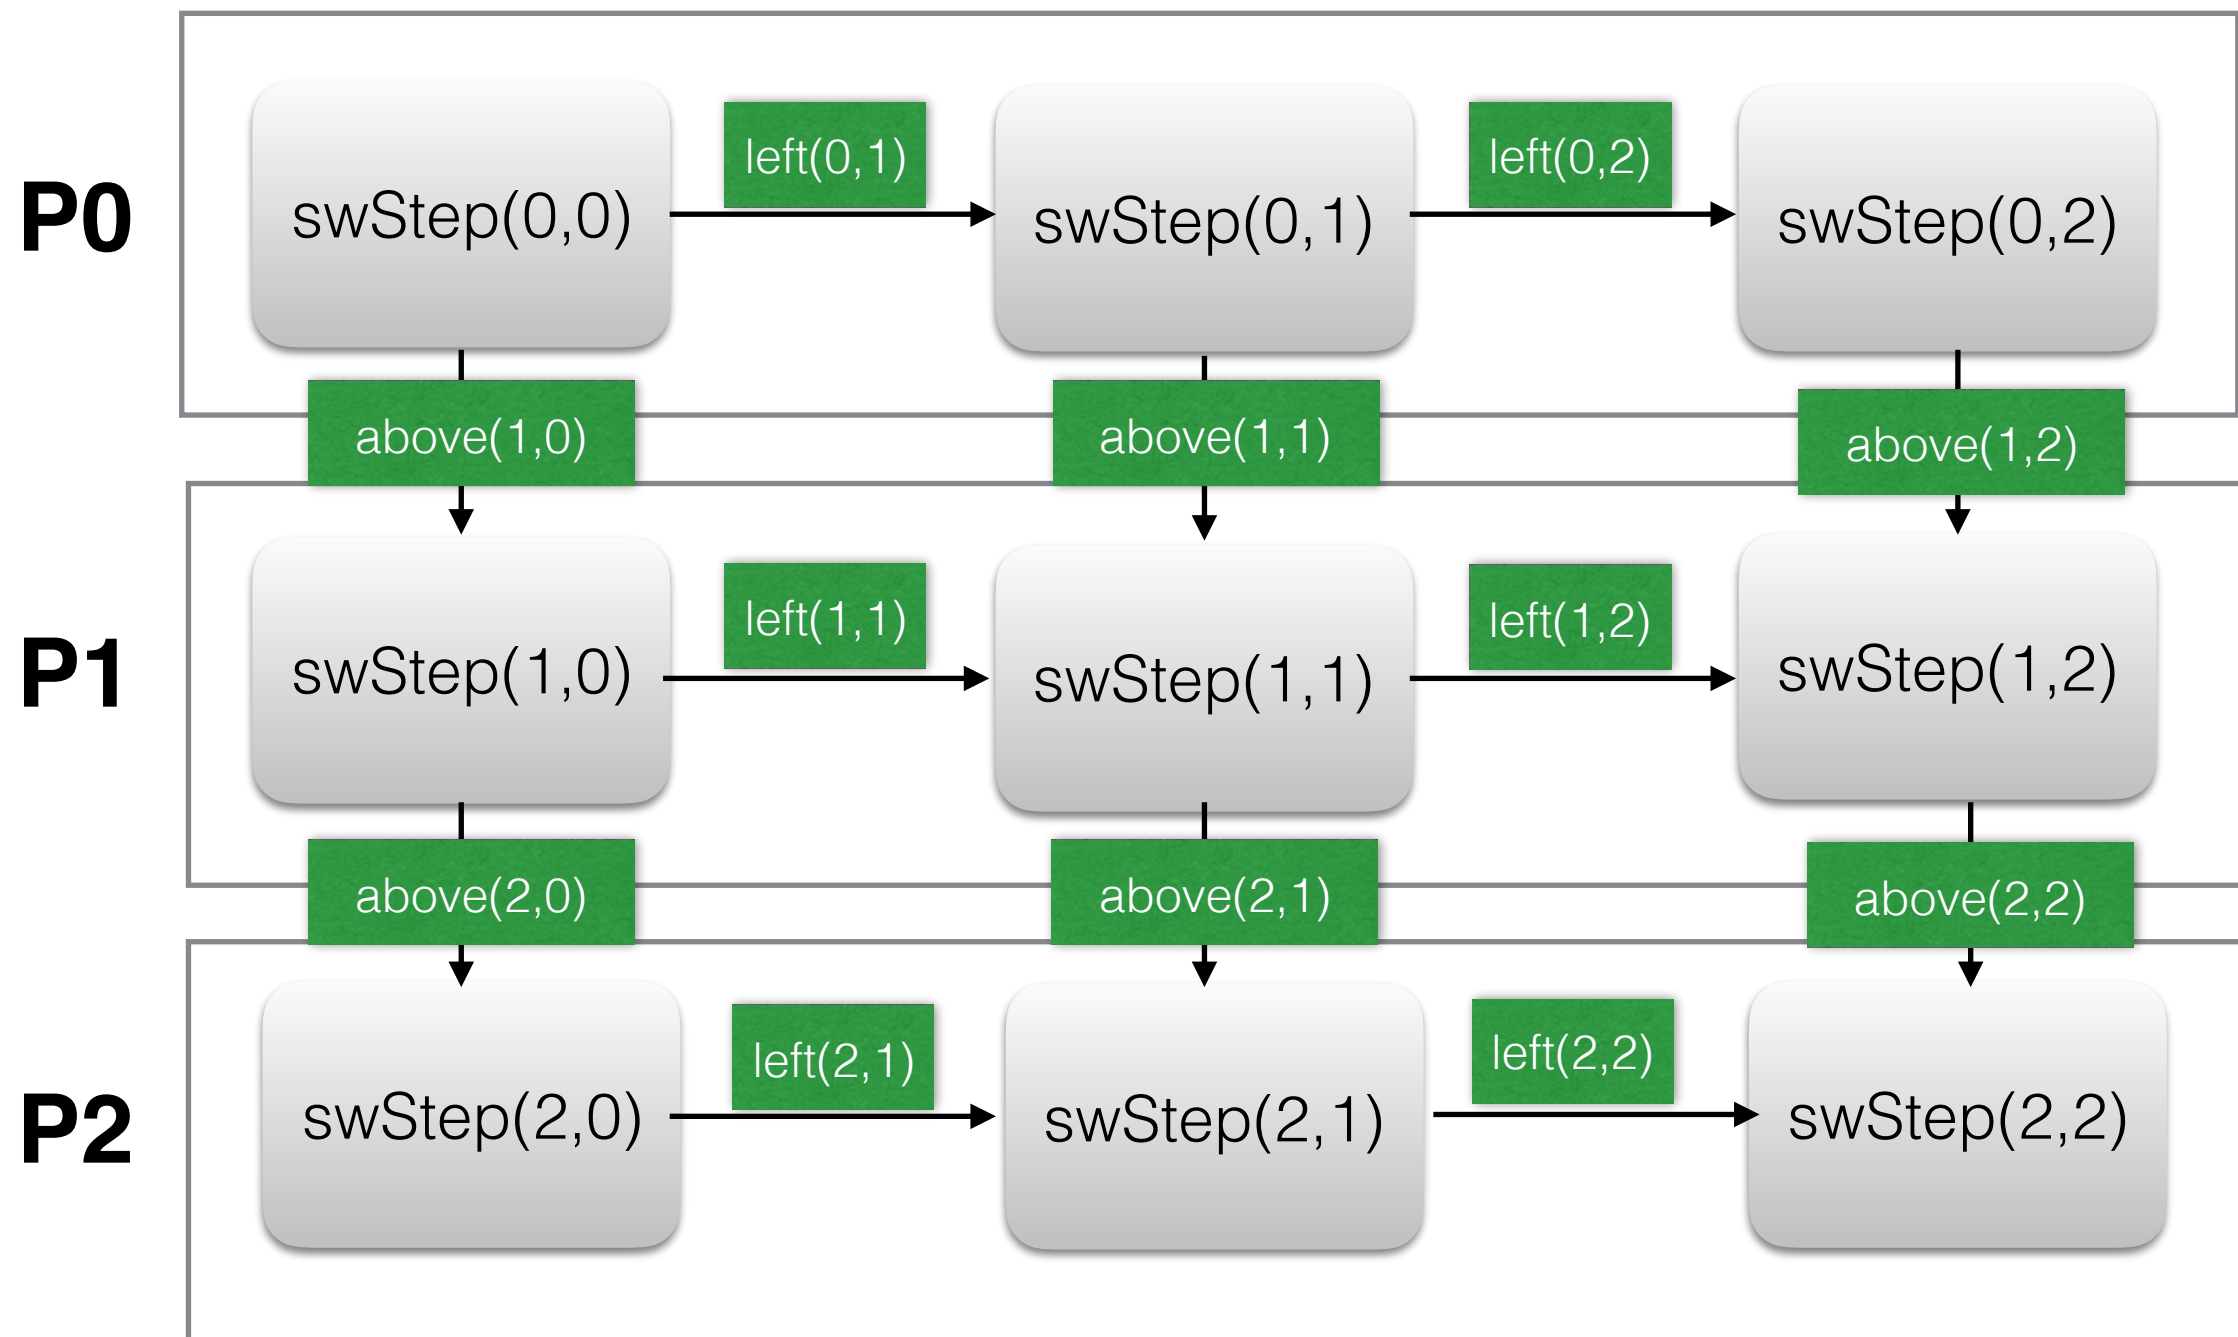 left(0,1) left(0,2)
P0 swStep(0,0) swStep(0,1) swStep(0,2)
above(1,0) above(1,1) above(1,2)
left(1,1) left(1,2)
P1 swStep(1,0) swStep(1,1) swStep(1,2)
above(2,0) above(2,1) above(2,2)
left(2,1) left(2,2)
P2 swStep(2,0) swStep(2,1) swStep(2,2)